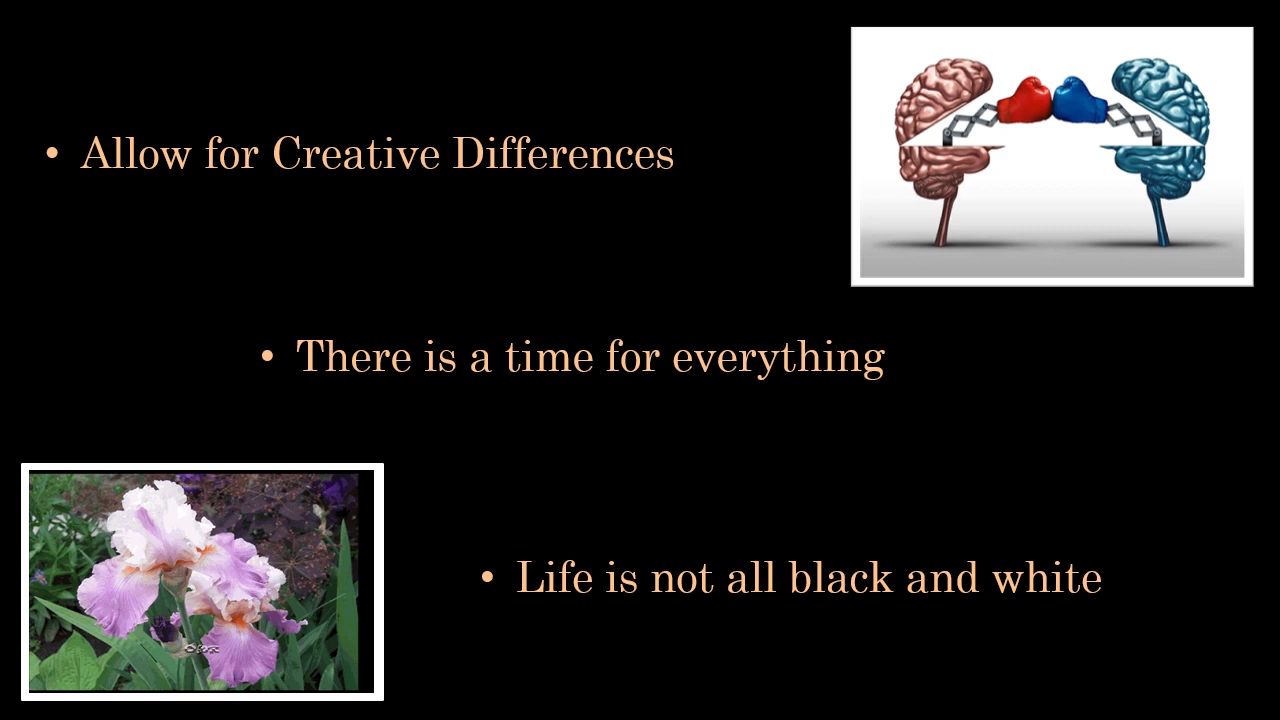 • Allow for Creative Differences
• There is a time for everything
• Life is not all black and white